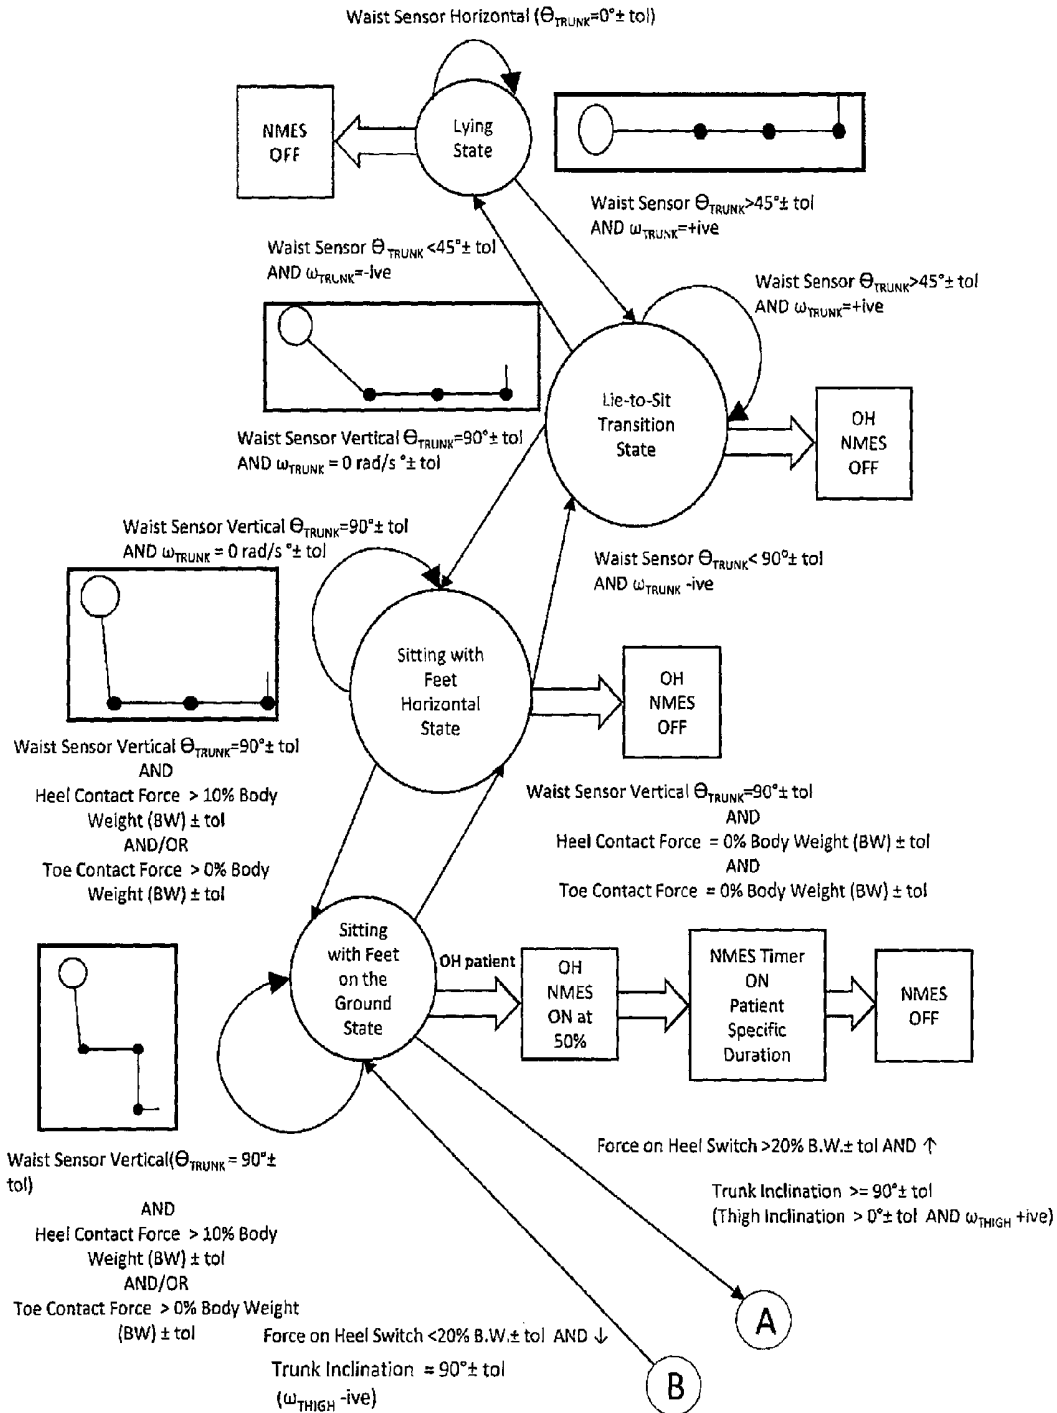 Waist Sensor Horizontal (ϴTRUNK=0°± tol)
NMES
OFF
Lying
State
Waist Sensor ϴTRUNK>45°± tol
AND ωTRUNK=+ive
Waist Sensor ϴTRUNK <45°± tol
AND ωTRUNK=-ive
Waist Sensor ϴTRUNK>45°± tol
AND ωTRUNK=+ive
Lie-to-Sit
Transition
State
OH
NMES
OFF
Waist Sensor Vertical ϴTRUNK=90°± tol
AND ωTRUNK = 0 rad/s °± tol
Waist Sensor Vertical ϴTRUNK=90°± tol
AND ωTRUNK = 0 rad/s °± tol
Waist Sensor ϴTRUNK< 90°± tol
AND ωTRUNK -ive
Sitting with
Feet
Horizontal
State
OH
NMES
OFF
Waist Sensor Vertical ϴTRUNK=90°± tol
AND
Heel Contact Force > 10% Body
Weight (BW) ± tol
AND/OR
Toe Contact Force > 0% Body
Weight (BW) ± tol
Waist Sensor Vertical ϴTRUNK=90°± tol
AND
Heel Contact Force = 0% Body Weight (BW) ± tol
AND
Toe Contact Force = 0% Body Weight (BW) ± tol
Sitting
with Feet
on the
Ground
State
OH patient
OH
NMES
ON at
50%
NMES Timer
ON
Patient
Specific
Duration
NMES
OFF
Waist Sensor Vertical(ϴTRUNK = 90°±
tol)
AND
Heel Contact Force > 10% Body
Weight (BW) ± tol
AND/OR
Toe Contact Force > 0% Body Weight
(BW) ± tol
Force on Heel Switch >20% B.W.± tol AND ↑
Trunk Inclination >= 90°± tol
(Thigh Inclination > 0°± tol AND ωTHIGH +ive)
A
Force on Heel Switch <20% B.W.± tol AND ↓
Trunk Inclination = 90°± tol
(ωTHIGH -ive)
B